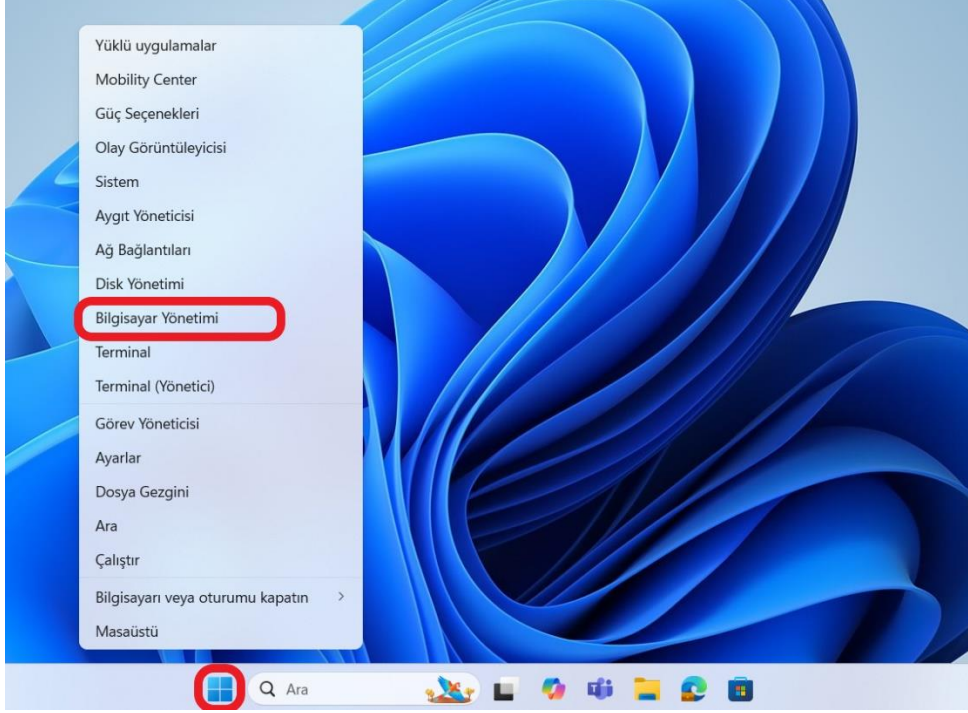 Yüklü uygulamalar
Mobility Center
Güç Seçenekleri
Olay Görüntüleyicisi
Sistem
Aygıt Yöneticisi
Ağ Bağlantıları
Disk Yönetimi
Bilgisayar Yönetimi
Terminal
Terminal (Yönetici)
Görev Yöneticisi
Ayarlar
Dosya Gezgini
Ara
Çalıştır
Bilgisayarı veya oturumu kapatın
Masaüstü
Ara